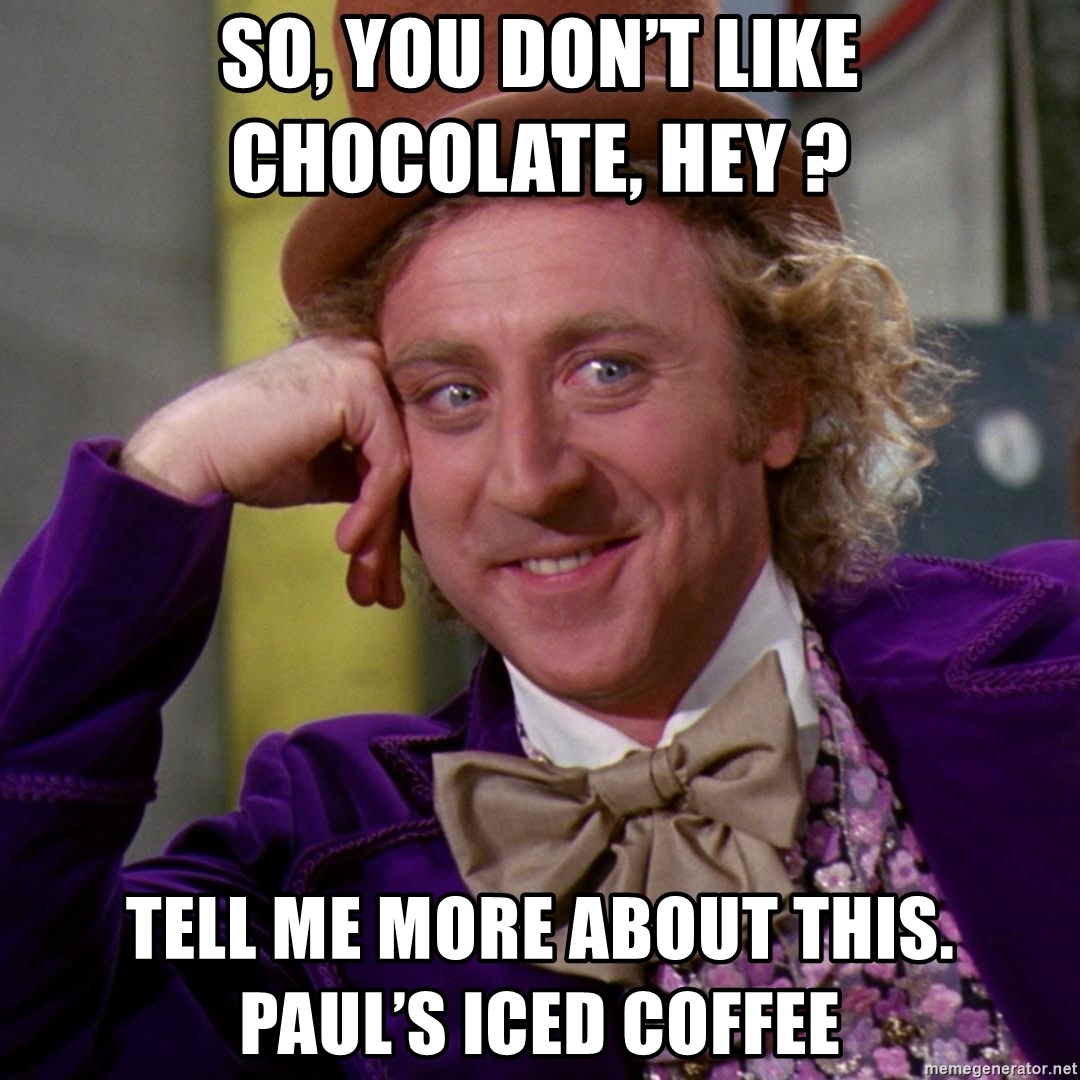 SO, YOU DON’T LIKE
CHOCOLATE, HEY ?
TELL ME MORE ABOUT THIS.
PAUL’S ICED COFFEE
memegenerator.net